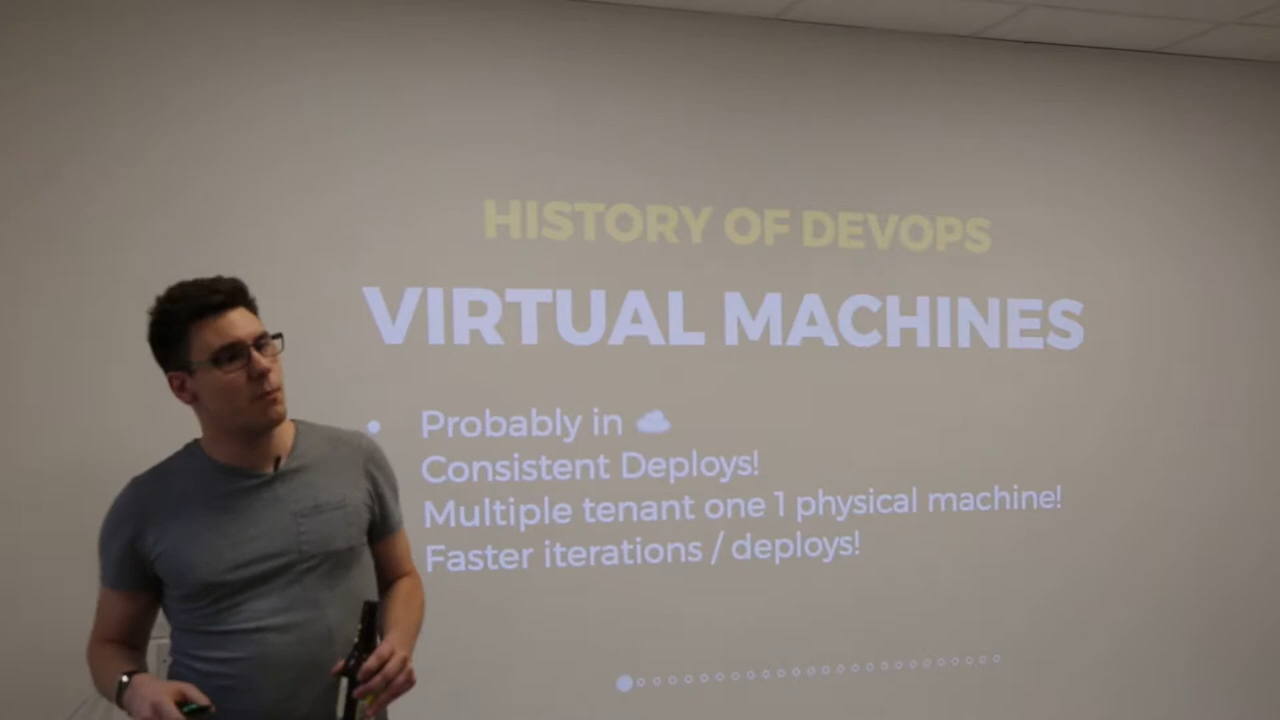 HISTORY OF DEVOPS
VIRTUAL MACHINES
• Probably in ☁
Consistent Deploys!
Multiple tenant one 1 physical machine!
Faster iterations / deploys!